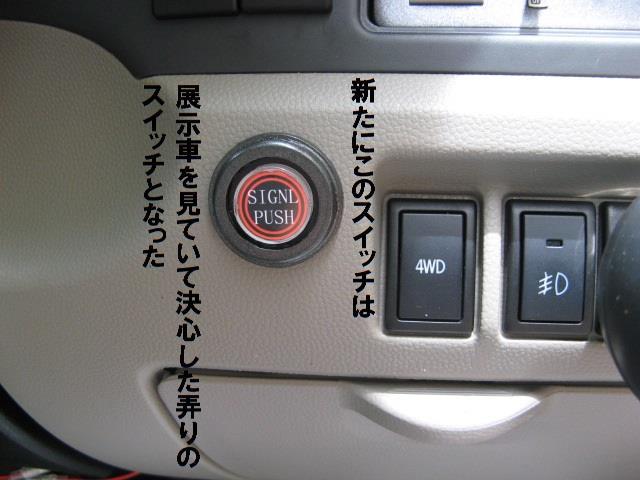 新たにこのスイッチは
展示車を見ていて決心した弄りの
スイッチとなった
SIGNL
PUSH
4WD